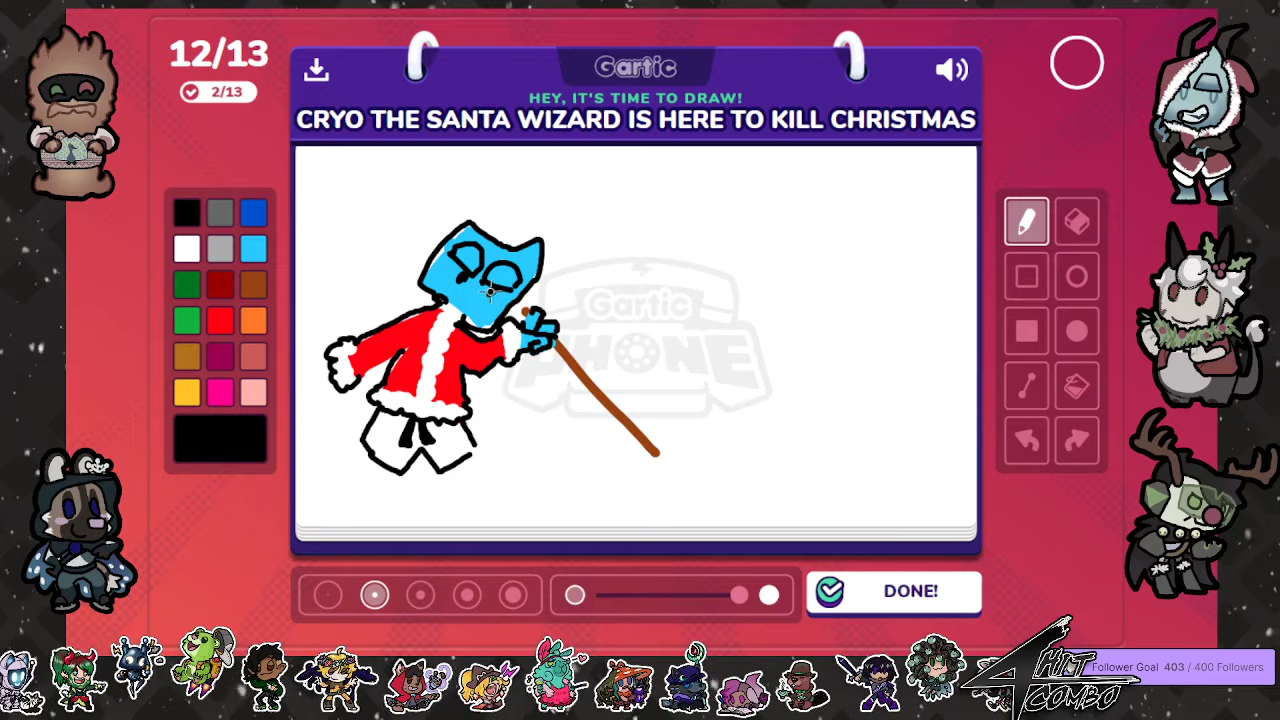 12/13
2/13
Gartic
HEY, IT'S TIME TO DRAW!
CRYO THE SANTA WIZARD IS HERE TO KILL CHRISTMAS
Gartic
PHONE
DONE!
4 HIT COMBO
Follower Goal 403 / 400 Followers